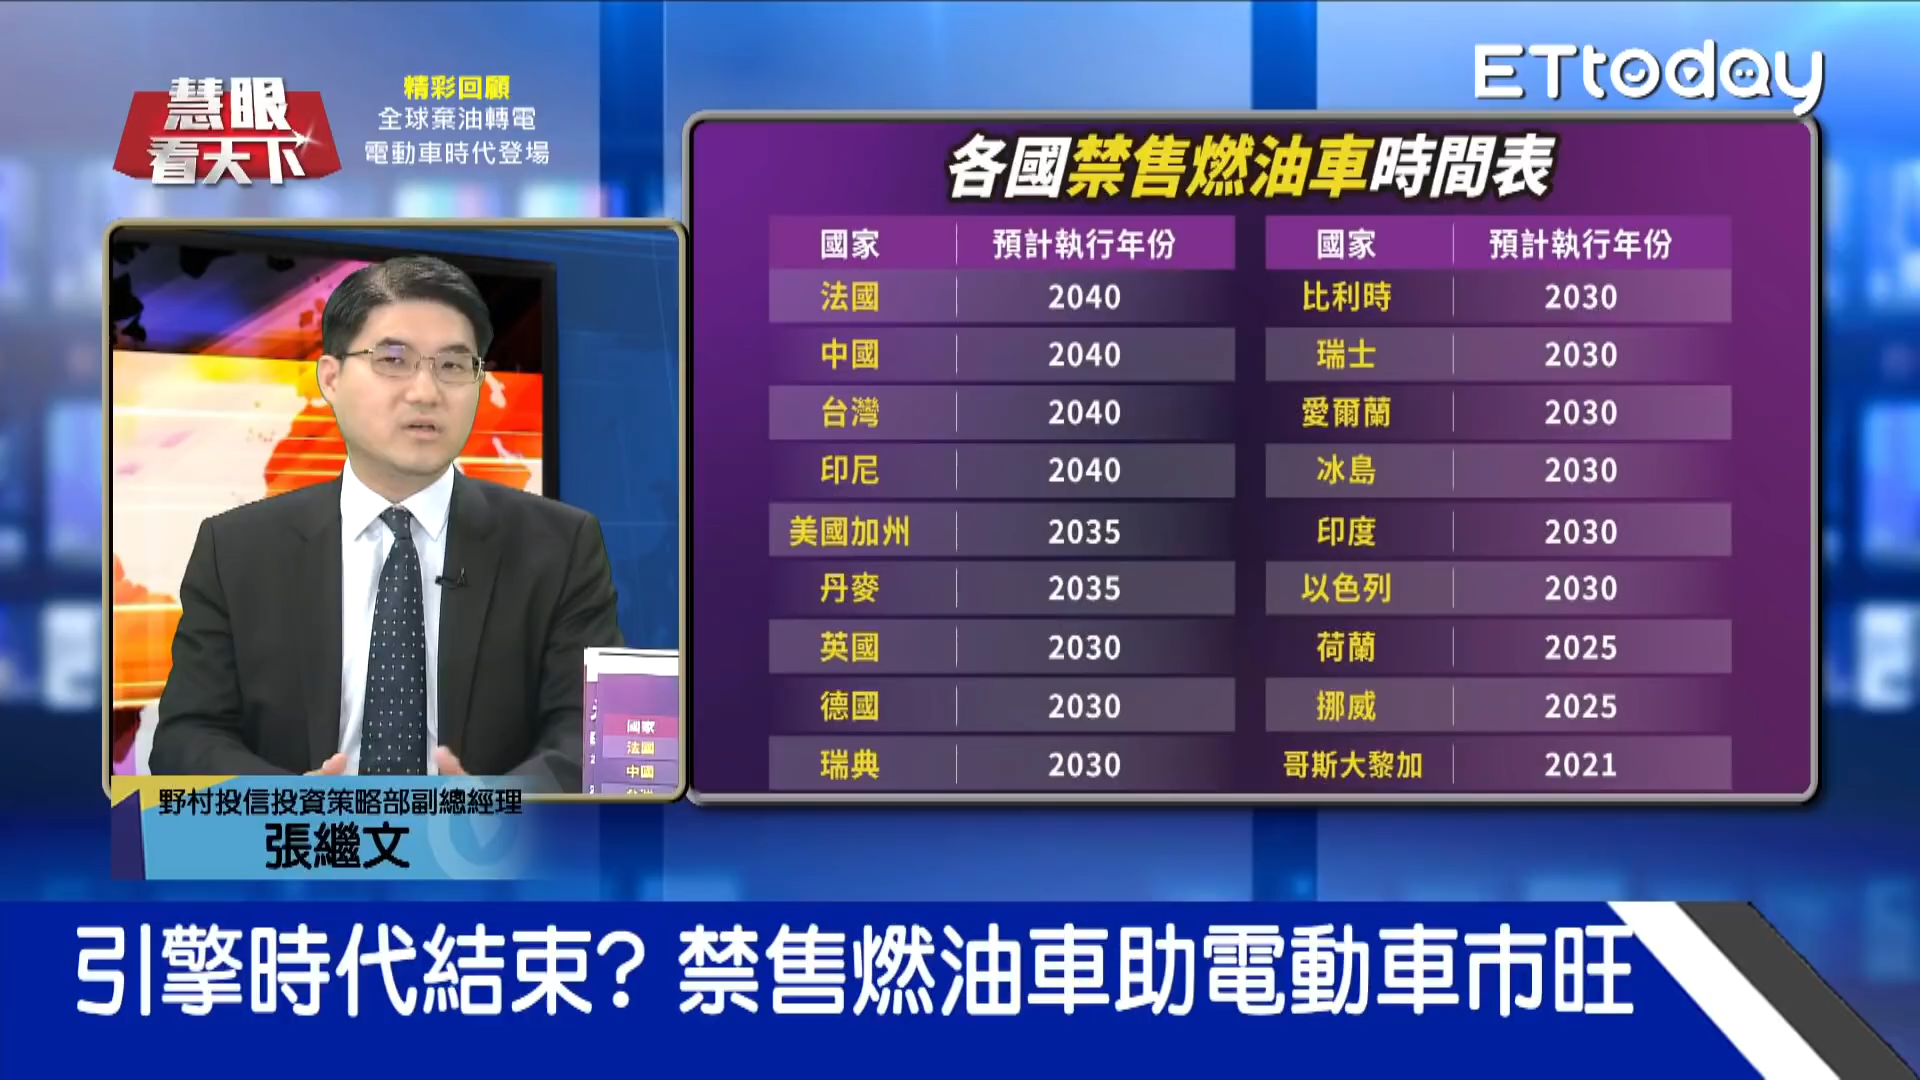 慧眼
看天下
精彩回顧
全球棄油轉電
電動車時代登場
ETtoday
各國禁售燃油車時間表
國家 預計執行年份 國家 預計執行年份
法國 2040 比利時 2030
中國 2040 瑞士 2030
台灣 2040 愛爾蘭 2030
印尼 2040 冰島 2030
美國加州 2035 印度 2030
丹麥 2035 以色列 2030
英國 2030 荷蘭 2025
德國 2030 挪威 2025
瑞典 2030 哥斯大黎加 2021
國家
法國
中國
野村投信投資策略部副總經理
張繼文
引擎時代結束? 禁售燃油車助電動車市旺